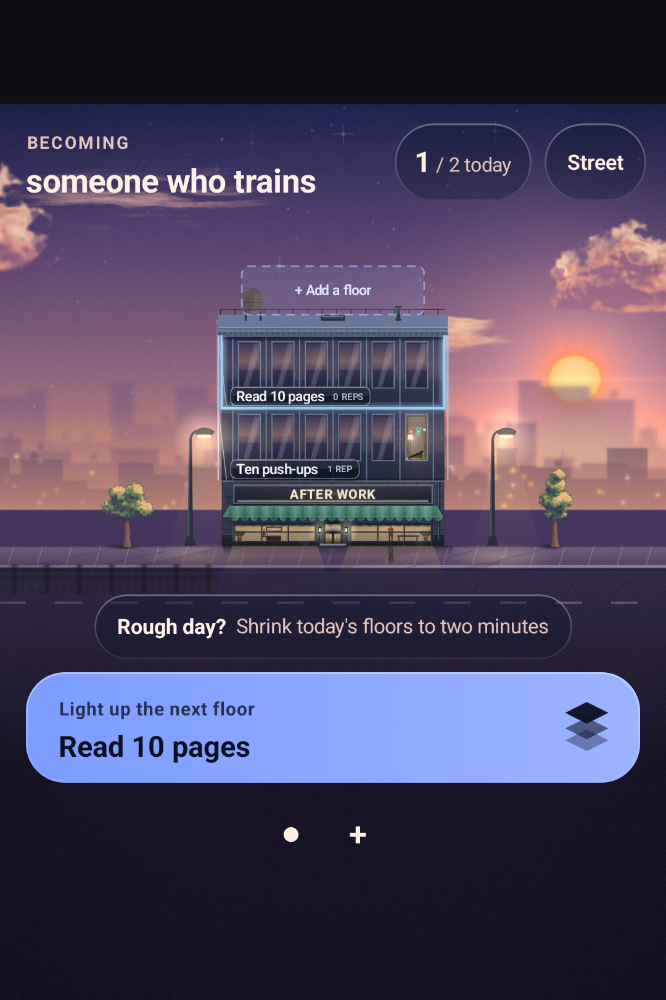 BECOMING
someone who trains
1 / 2 today
Street
+ Add a floor
Read 10 pages 0 REPS
Ten push-ups 1 REP
AFTER WORK
Rough day? Shrink today's floors to two minutes
Light up the next floor
Read 10 pages
+